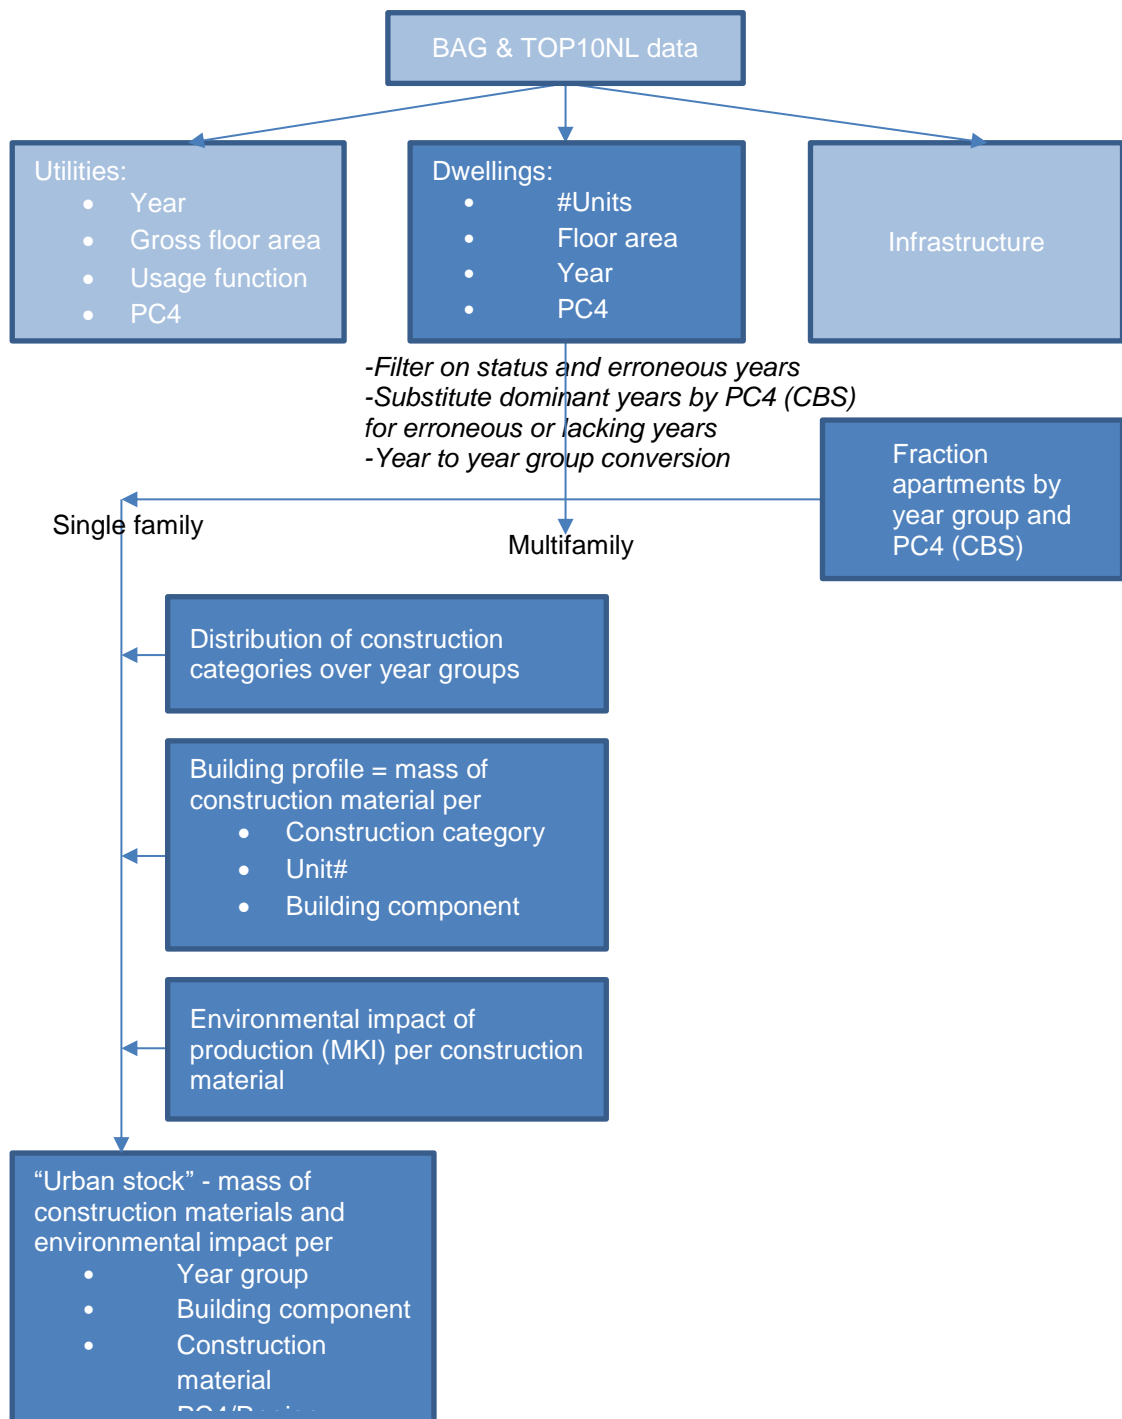 BAG & TOP10NL data
Utilities:
• Year
• Gross floor area
• Usage function
• PC4
Dwellings:
• #Units
• Floor area
• Year
• PC4
Infrastructure
-Filter on status and erroneous years
-Substitute dominant years by PC4 (CBS)
for erroneous or lacking years
-Year to year group conversion
Fraction
apartments by
year group and
PC4 (CBS)
Single family
Multifamily
Distribution of construction
categories over year groups
Building profile = mass of
construction material per
• Construction category
• Unit#
• Building component
Environmental impact of
production (MKI) per construction
material
“Urban stock” - mass of
construction materials and
environmental impact per
• Year group
• Building component
• Construction
material